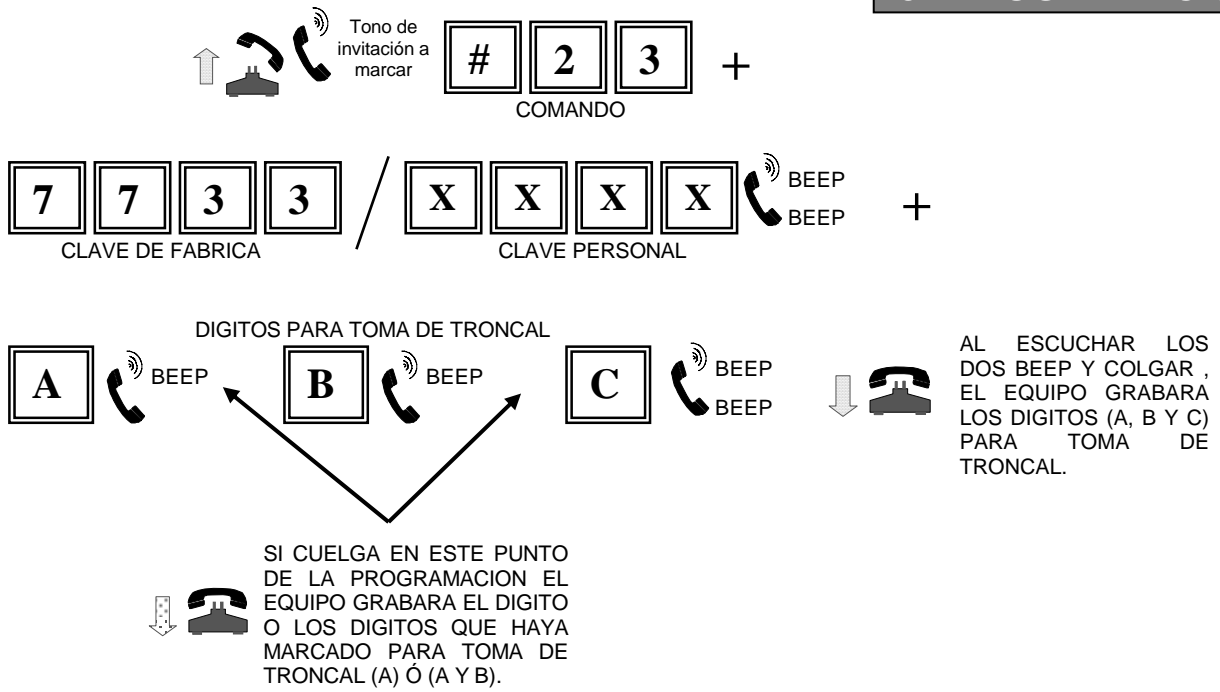 Tono de
invitación a
marcar
# 2 3 +
COMANDO
7 7 3 3 / X X X X BEEP
BEEP +
CLAVE DE FABRICA CLAVE PERSONAL
DIGITOS PARA TOMA DE TRONCAL
A BEEP B BEEP C BEEP
BEEP
AL ESCUCHAR LOS
DOS BEEP Y COLGAR ,
EL EQUIPO GRABARA
LOS DIGITOS (A, B Y C)
PARA TOMA DE
TRONCAL.
SI CUELGA EN ESTE PUNTO
DE LA PROGRAMACION EL
EQUIPO GRABARA EL DIGITO
O LOS DIGITOS QUE HAYA
MARCADO PARA TOMA DE
TRONCAL (A) Ó (A Y B).